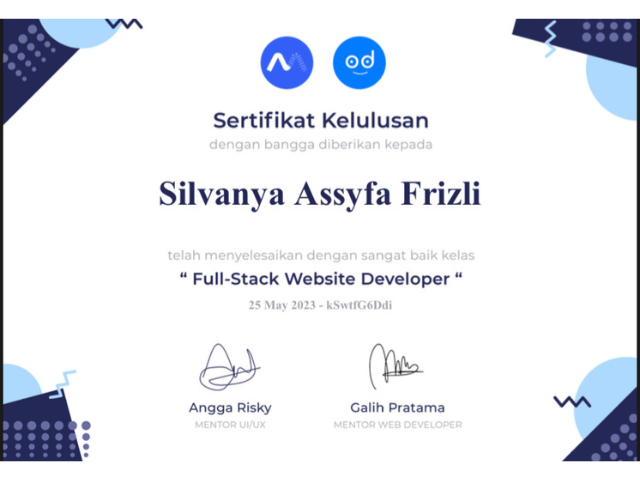 Sertifikat Kelulusan
dengan bangga diberikan kepada
Silvanya Assyfa Frizli
telah menyelesaikan dengan sangat baik kelas
“ Full-Stack Website Developer “
25 May 2023 - kSwtfG6Ddi
Angga Risky Galih Pratama
MENTOR UI/UX MENTOR WEB DEVELOPER